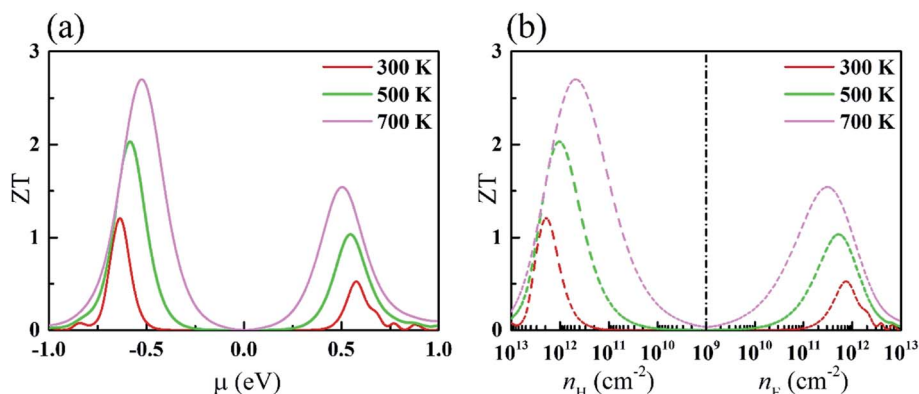 (a)
3
2
1
0
ZT
300 K
500 K
700 K
-1.0 -0.5 0.0 0.5 1.0
μ (eV)
(b)
3
2
1
0
ZT
300 K
500 K
700 K
10¹³ 10¹² 10¹¹ 10¹⁰ 10⁹ 10¹⁰ 10¹¹ 10¹² 10¹³
n_H (cm⁻²) n_E (cm⁻²)